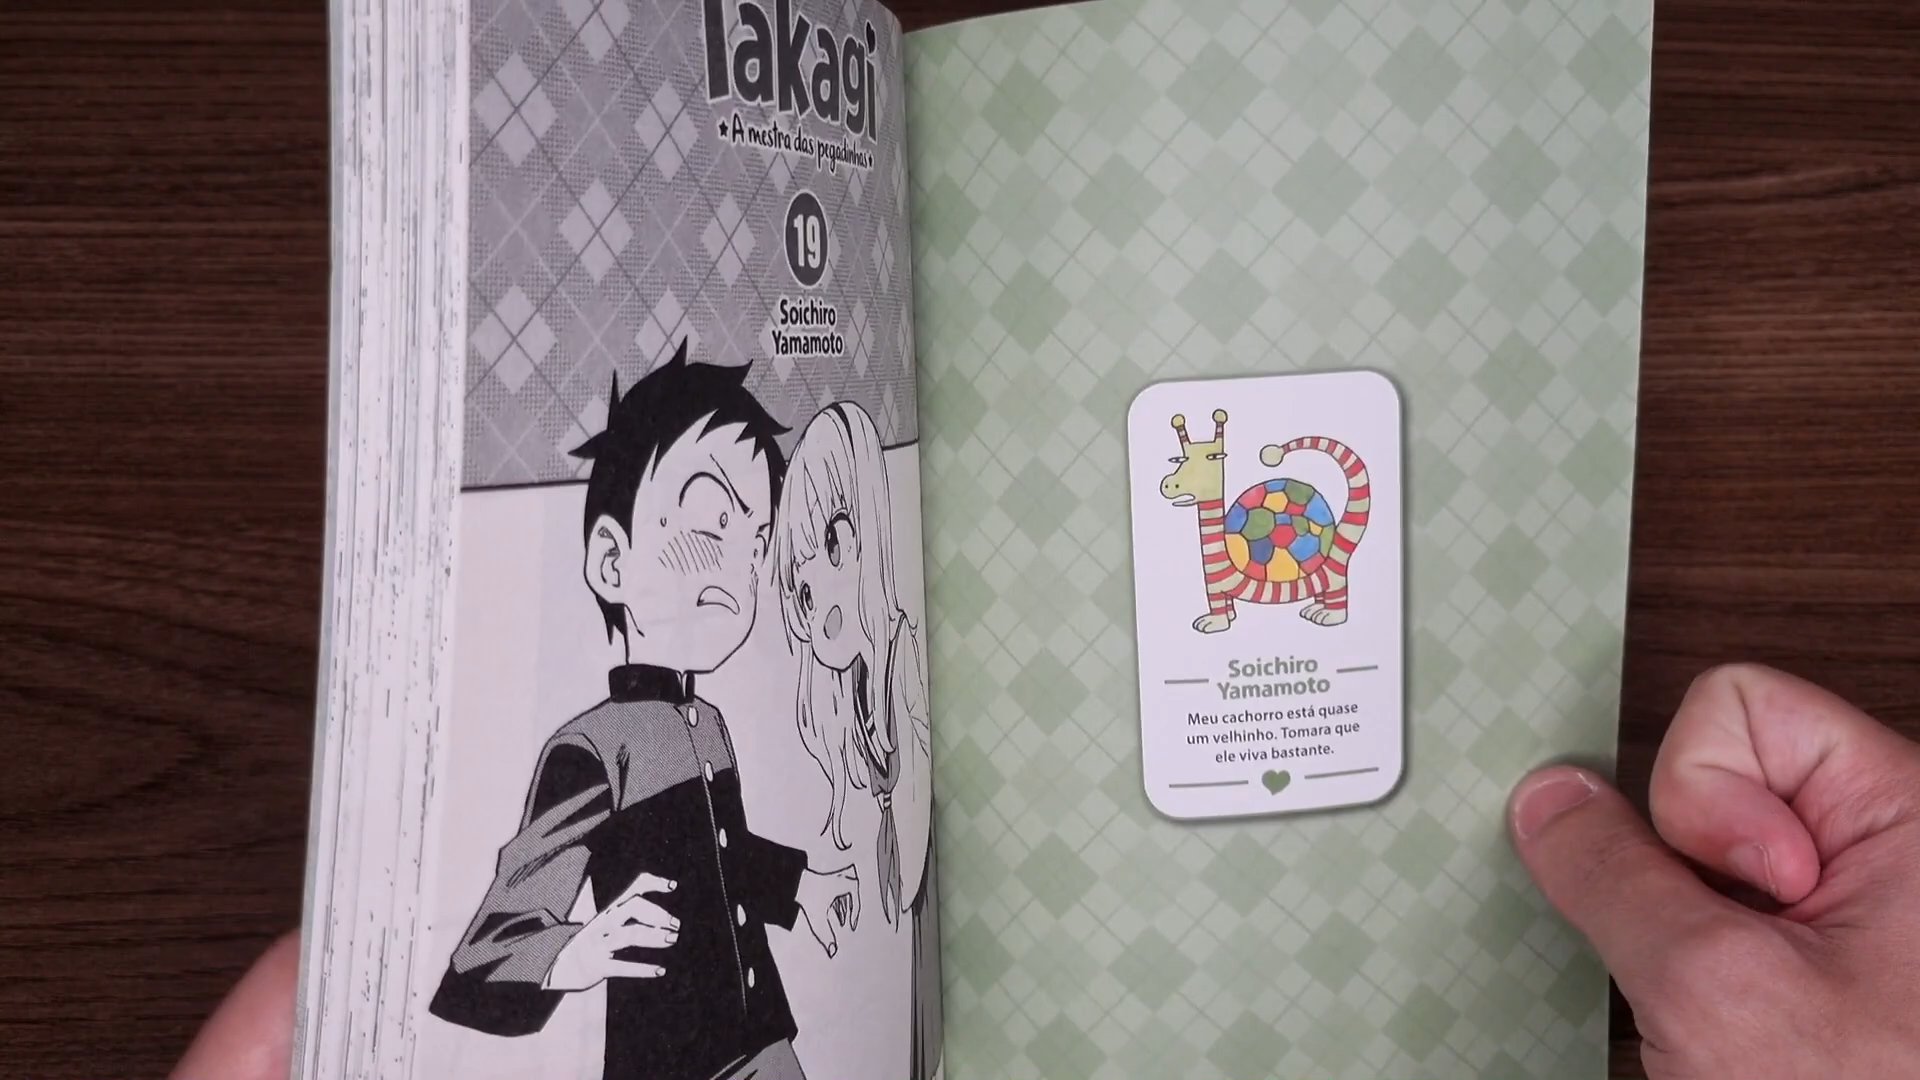 Takagi
A mestra das pegadinhas
19
Soichiro
Yamamoto
Soichiro
Yamamoto
Meu cachorro está quase
um velhinho. Tomara que
ele viva bastante.